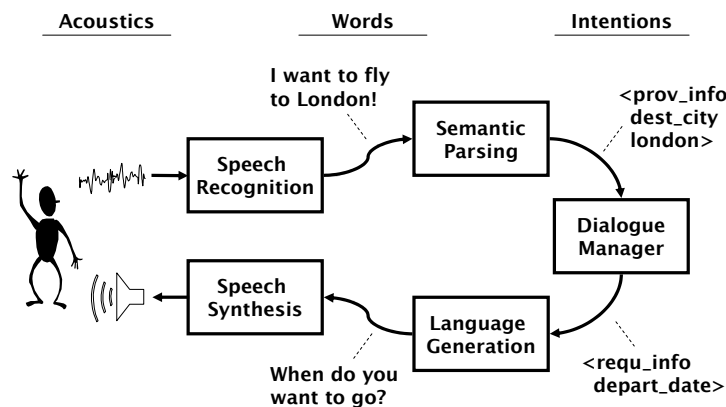 Acoustics
Words
Intentions
I want to fly
to London!
<prov_info
dest_city
london>
Speech
Recognition
Semantic
Parsing
Dialogue
Manager
Speech
Synthesis
Language
Generation
When do you
want to go?
<requ_info
depart_date>